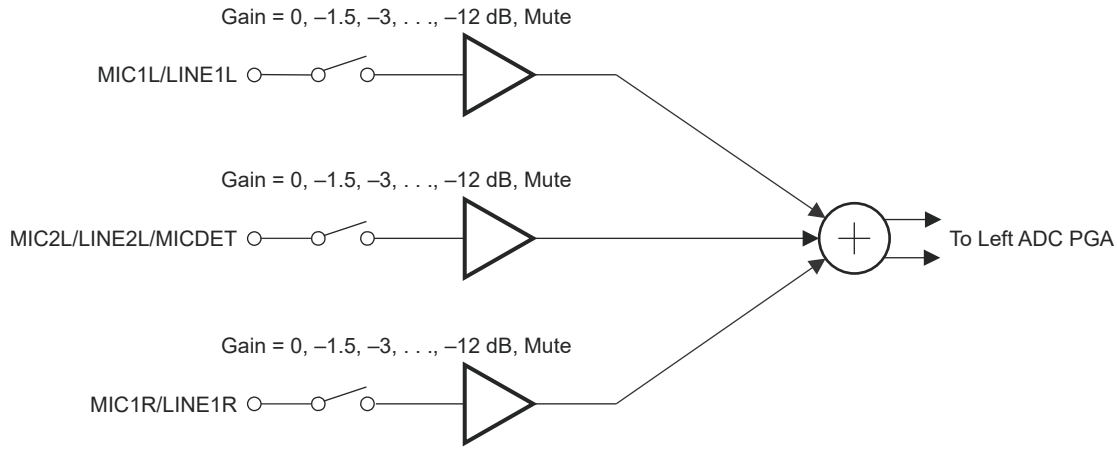 Gain = 0, –1.5, –3, . . ., –12 dB, Mute
MIC1L/LINE1L
Gain = 0, –1.5, –3, . . ., –12 dB, Mute
MIC2L/LINE2L/MICDET
+
To Left ADC PGA
Gain = 0, –1.5, –3, . . ., –12 dB, Mute
MIC1R/LINE1R